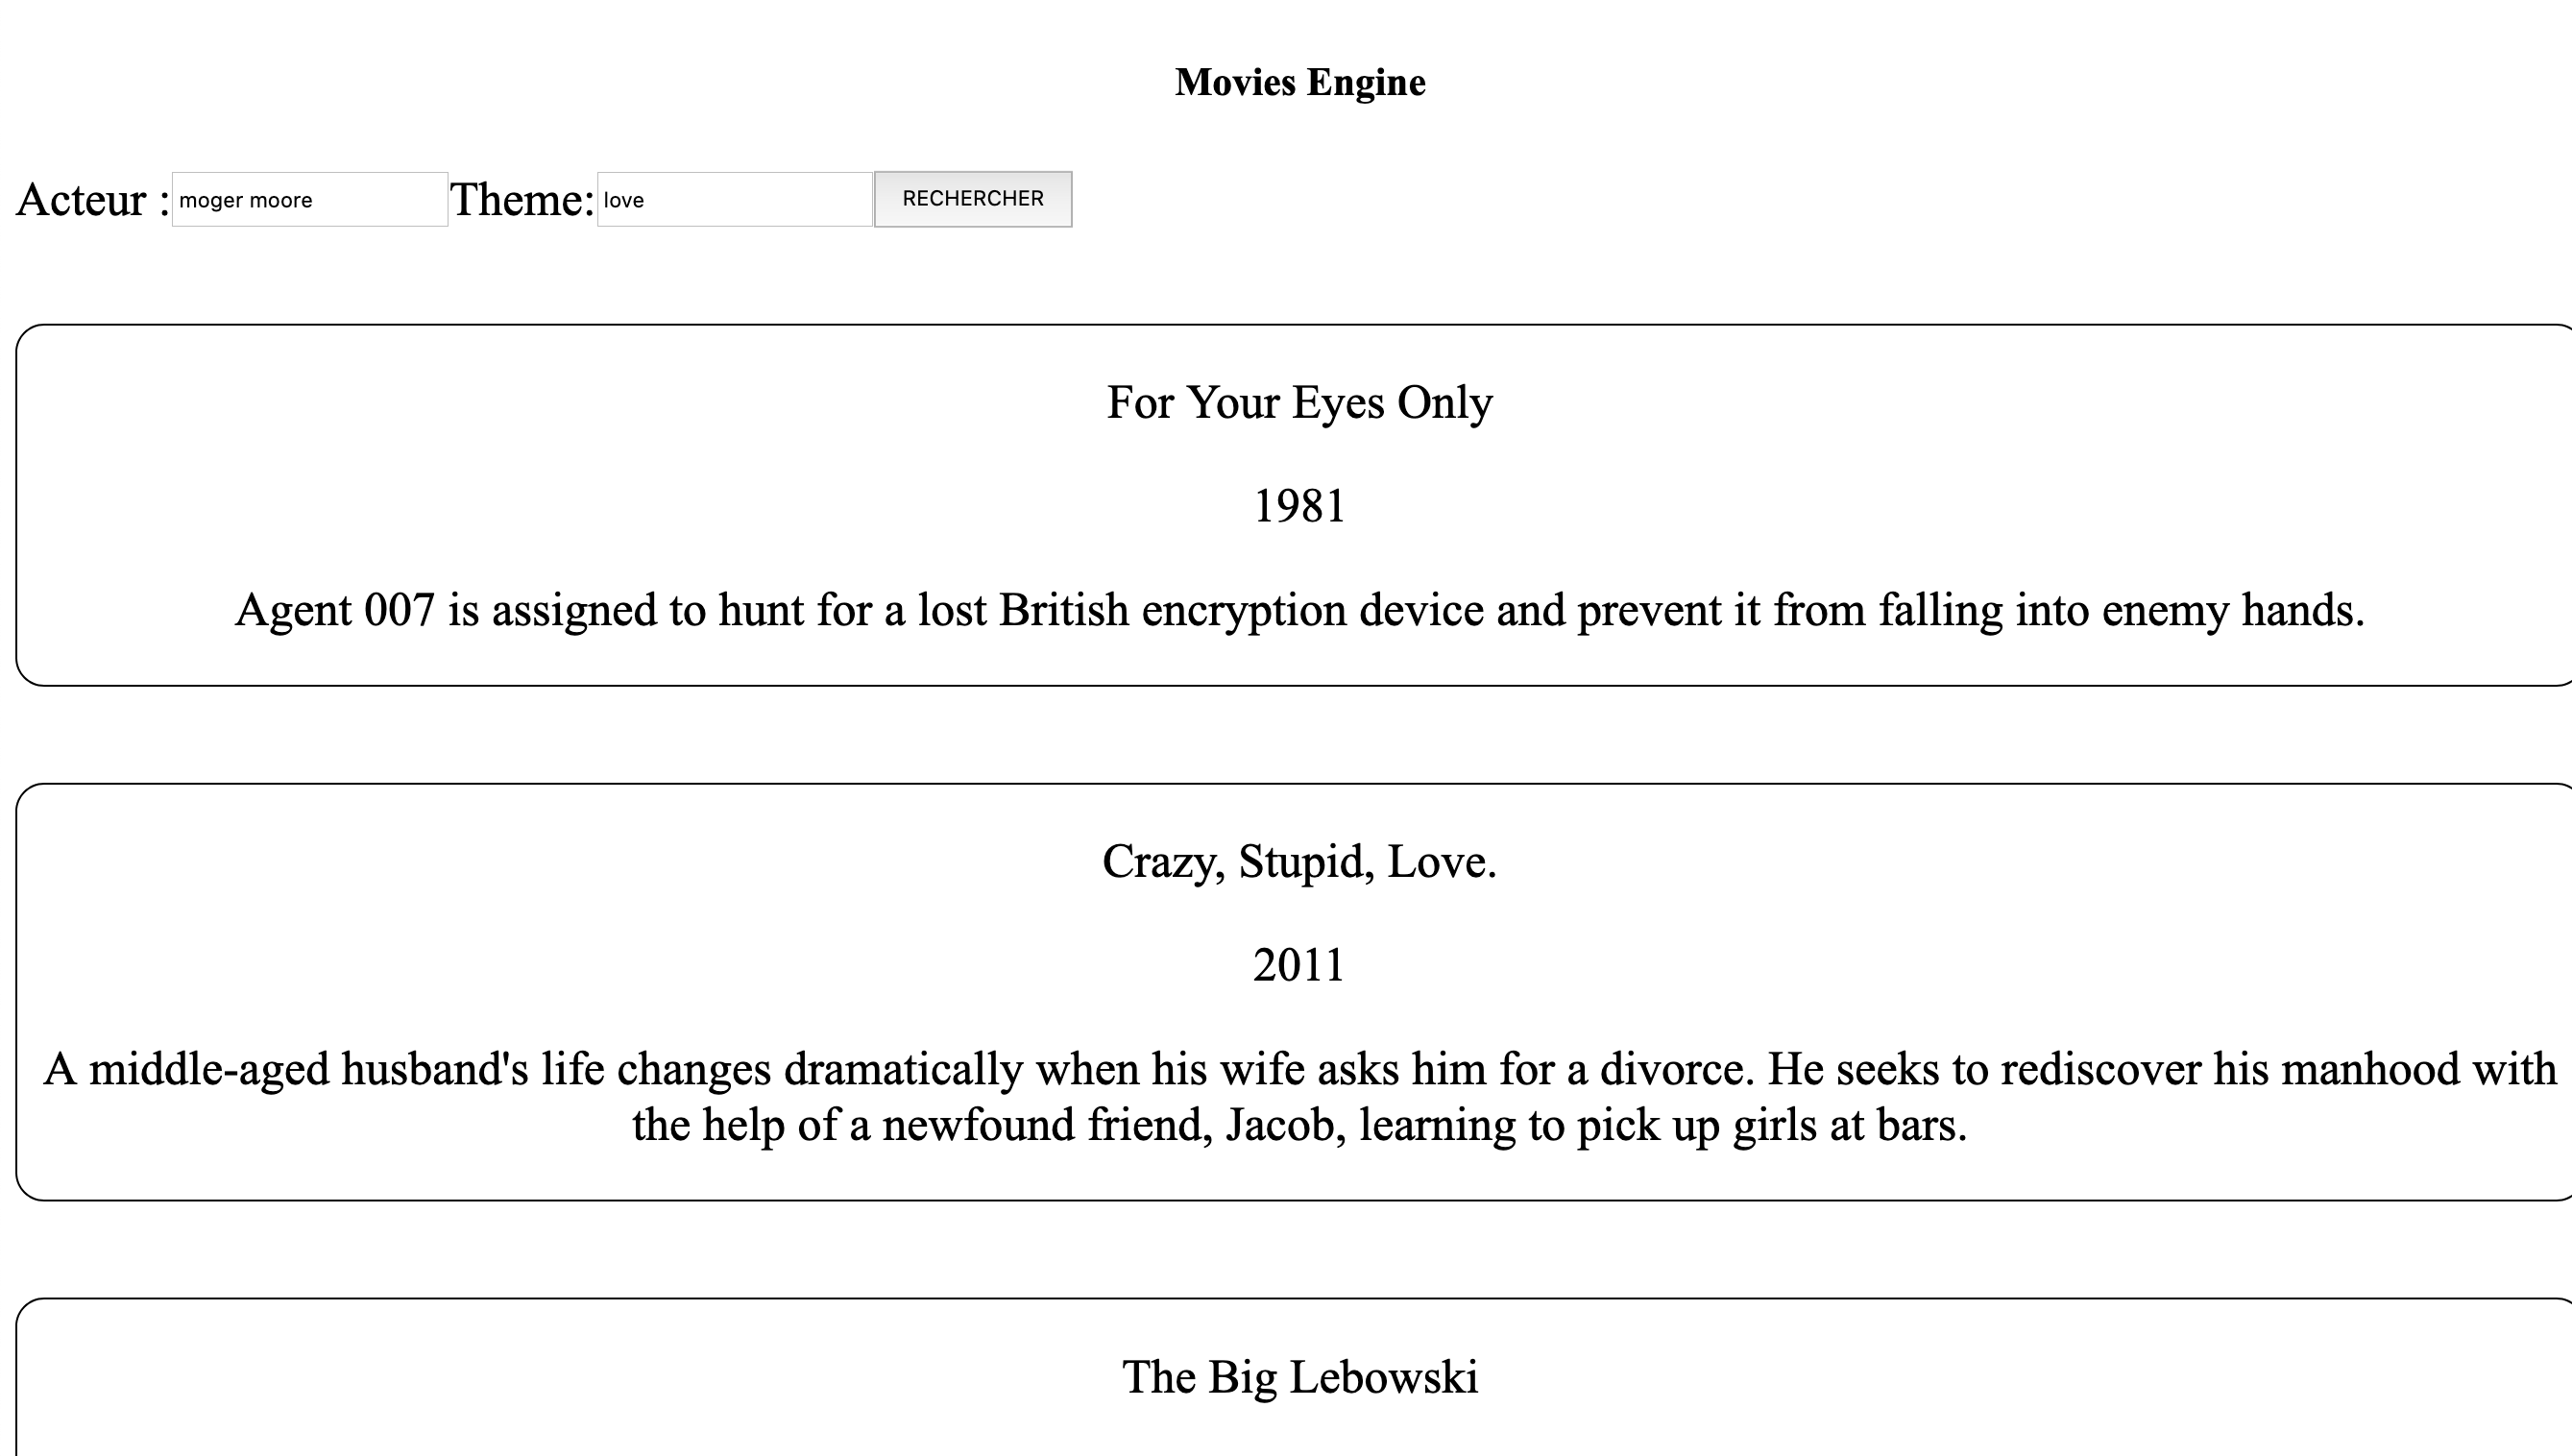 Movies Engine
Acteur : moger moore Theme: love RECHERCHER
For Your Eyes Only
1981
Agent 007 is assigned to hunt for a lost British encryption device and prevent it from falling into enemy hands.
Crazy, Stupid, Love.
2011
A middle-aged husband's life changes dramatically when his wife asks him for a divorce. He seeks to rediscover his manhood with
the help of a newfound friend, Jacob, learning to pick up girls at bars.
The Big Lebowski